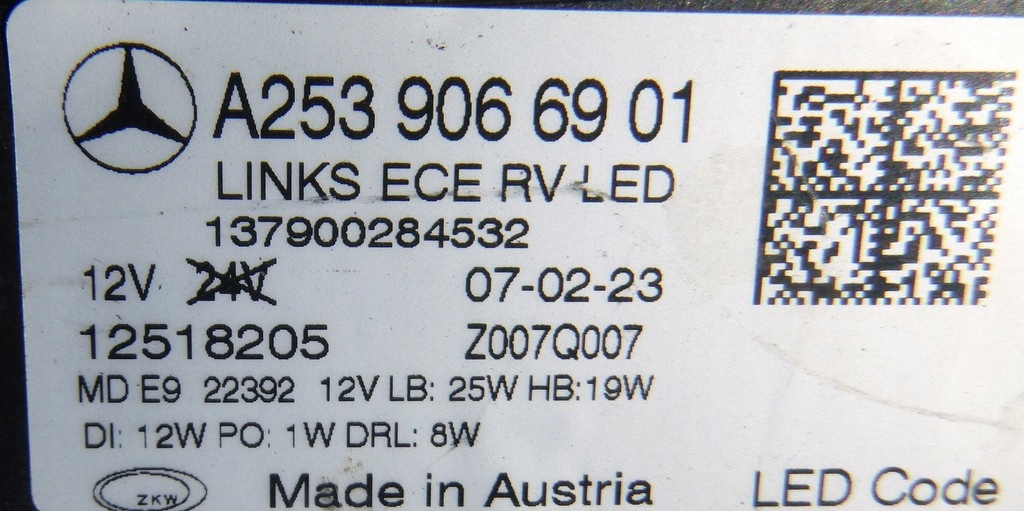 A253 906 69 01
LINKS ECE RV LED
137900284532
12V 24V 07-02-23
12518205 Z007Q007
MD E9 22392 12V LB: 25W HB:19W
DI: 12W PO: 1W DRL: 8W
ZKW Made in Austria LED Code